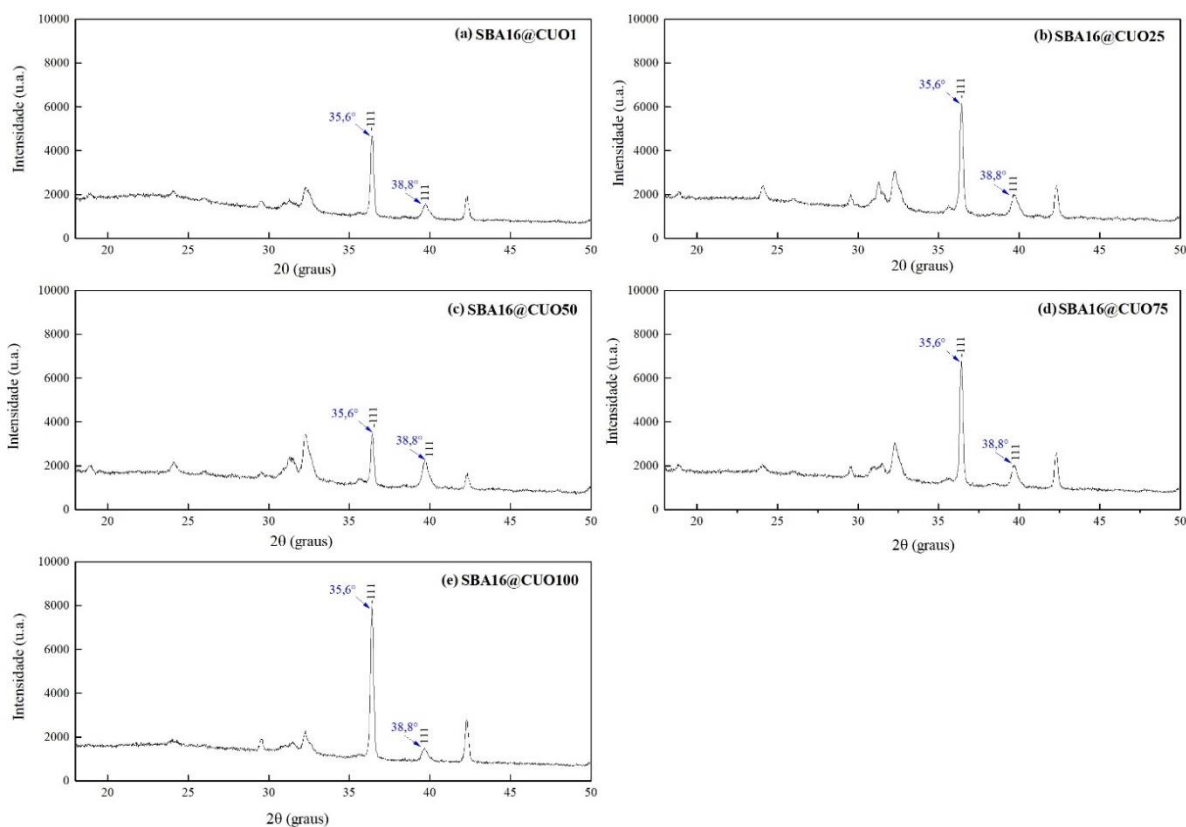 (a) SBA16@CUO1
10000
8000
6000
4000
2000
0
Intensidade (u.a.)
35,6°
-111
38,8°
111
20 25 30 35 40 45 50
2θ (graus)
(b) SBA16@CUO25
10000
8000
6000
4000
2000
0
Intensidade (u.a.)
35,6°
-111
38,8°
111
20 25 30 35 40 45 50
2θ (graus)
(c) SBA16@CUO50
10000
8000
6000
4000
2000
0
Intensidade (u.a.)
35,6°
-111
38,8°
111
20 25 30 35 40 45 50
2θ (graus)
(d) SBA16@CUO75
10000
8000
6000
4000
2000
0
Intensidade (u.a.)
35,6°
-111
38,8°
111
20 25 30 35 40 45 50
2θ (graus)
(e) SBA16@CUO100
10000
8000
6000
4000
2000
0
Intensidade (u.a.)
35,6°
-111
38,8°
111
20 25 30 35 40 45 50
2θ (graus)